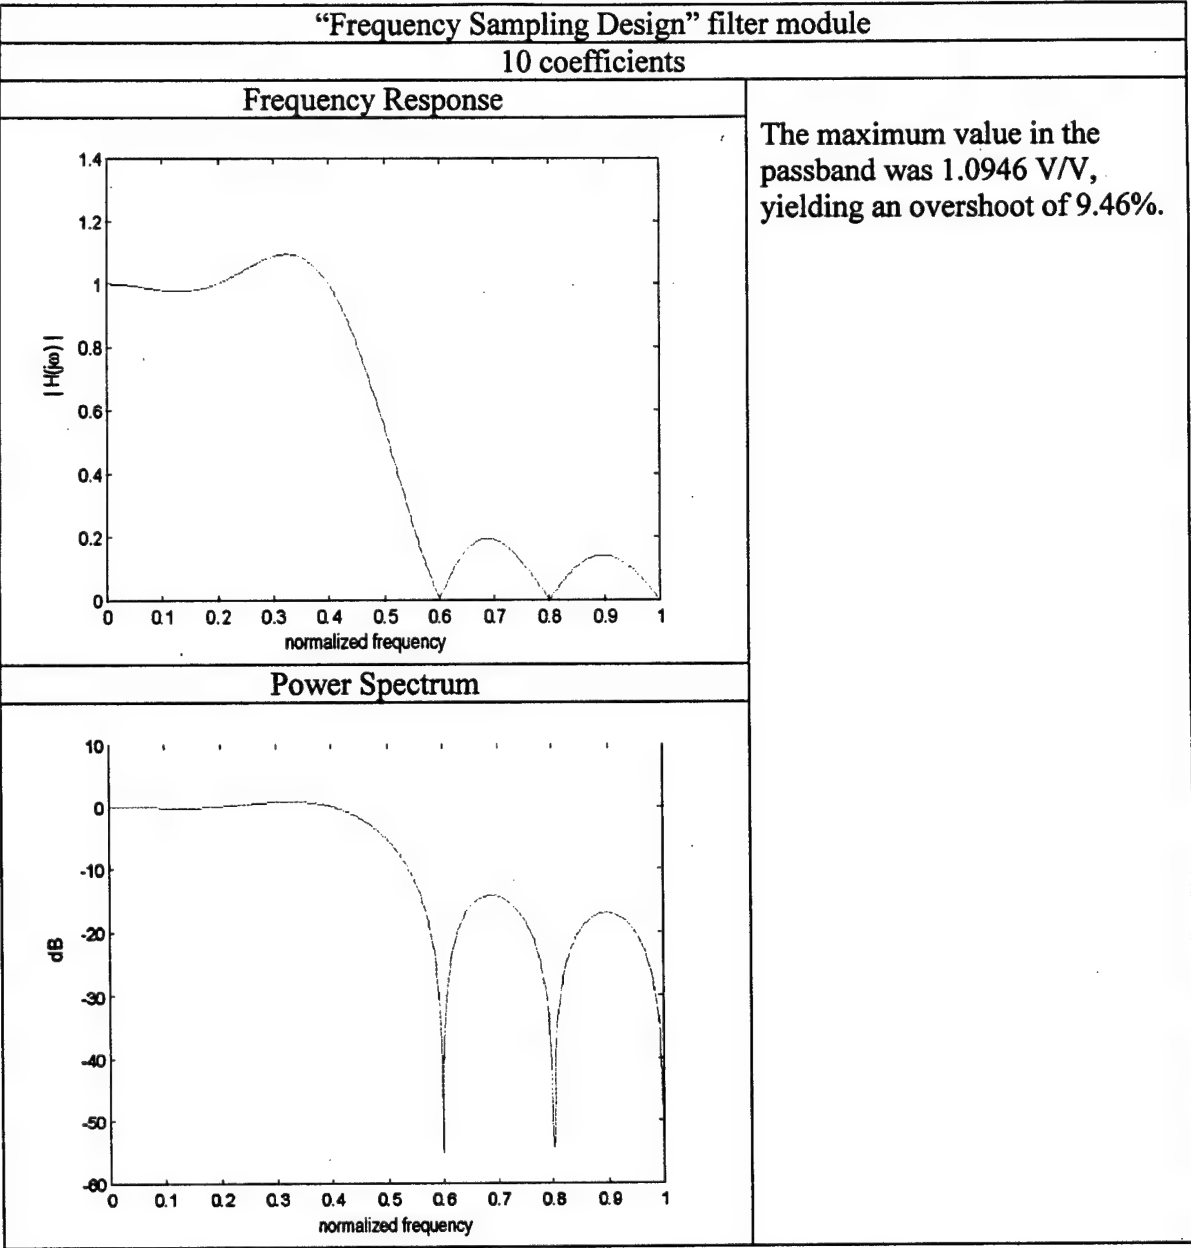 “Frequency Sampling Design” filter module
10 coefficients
Frequency Response
The maximum value in the
passband was 1.0946 V/V,
yielding an overshoot of 9.46%.
1.4
1.2
1
0.8
0.6
0.4
0.2
0
| H(jω) |
0 0.1 0.2 0.3 0.4 0.5 0.6 0.7 0.8 0.9 1
normalized frequency
Power Spectrum
10
0
-10
-20
-30
-40
-50
-60
dB
0 0.1 0.2 0.3 0.4 0.5 0.6 0.7 0.8 0.9 1
normalized frequency